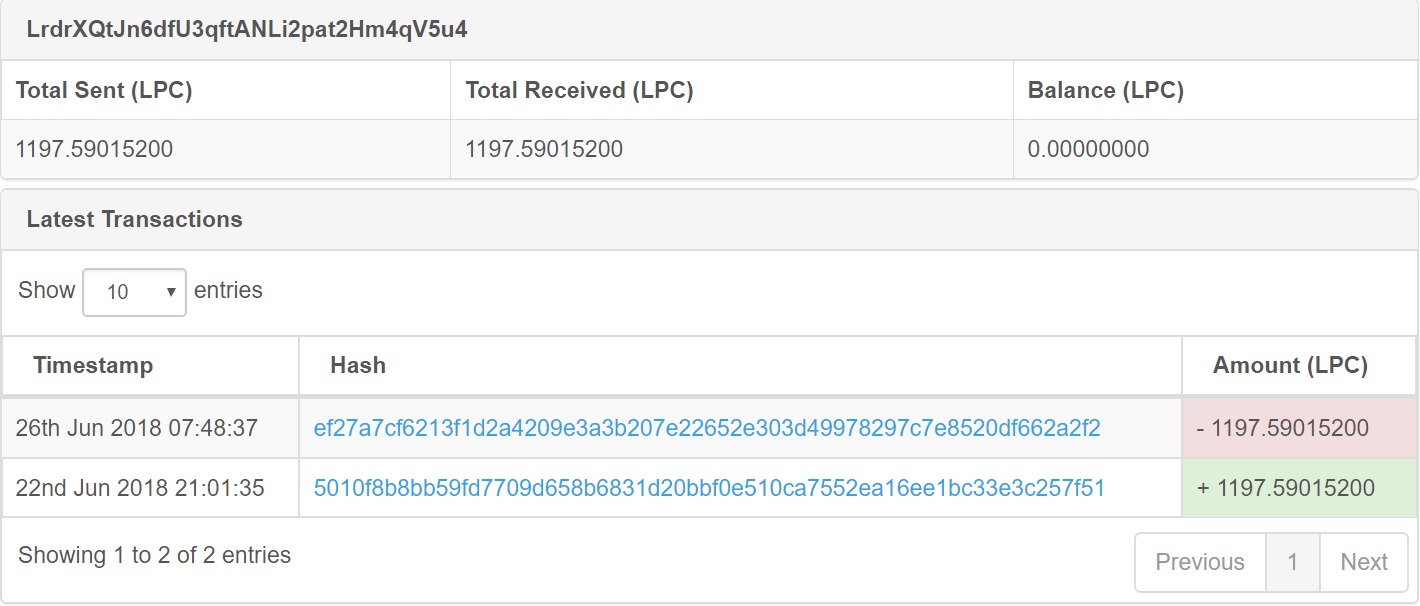 LrdrXQtJn6dfU3qftANLi2pat2Hm4qV5u4
Total Sent (LPC) Total Received (LPC) Balance (LPC)
1197.59015200 1197.59015200 0.00000000
Latest Transactions
Show 10 entries
Timestamp Hash Amount (LPC)
26th Jun 2018 07:48:37 ef27a7cf6213f1d2a4209e3a3b207e22652e303d49978297c7e8520df662a2f2 - 1197.59015200
22nd Jun 2018 21:01:35 5010f8b8bb59fd7709d658b6831d20bbf0e510ca7552ea16ee1bc33e3c257f51 + 1197.59015200
Showing 1 to 2 of 2 entries Previous 1 Next